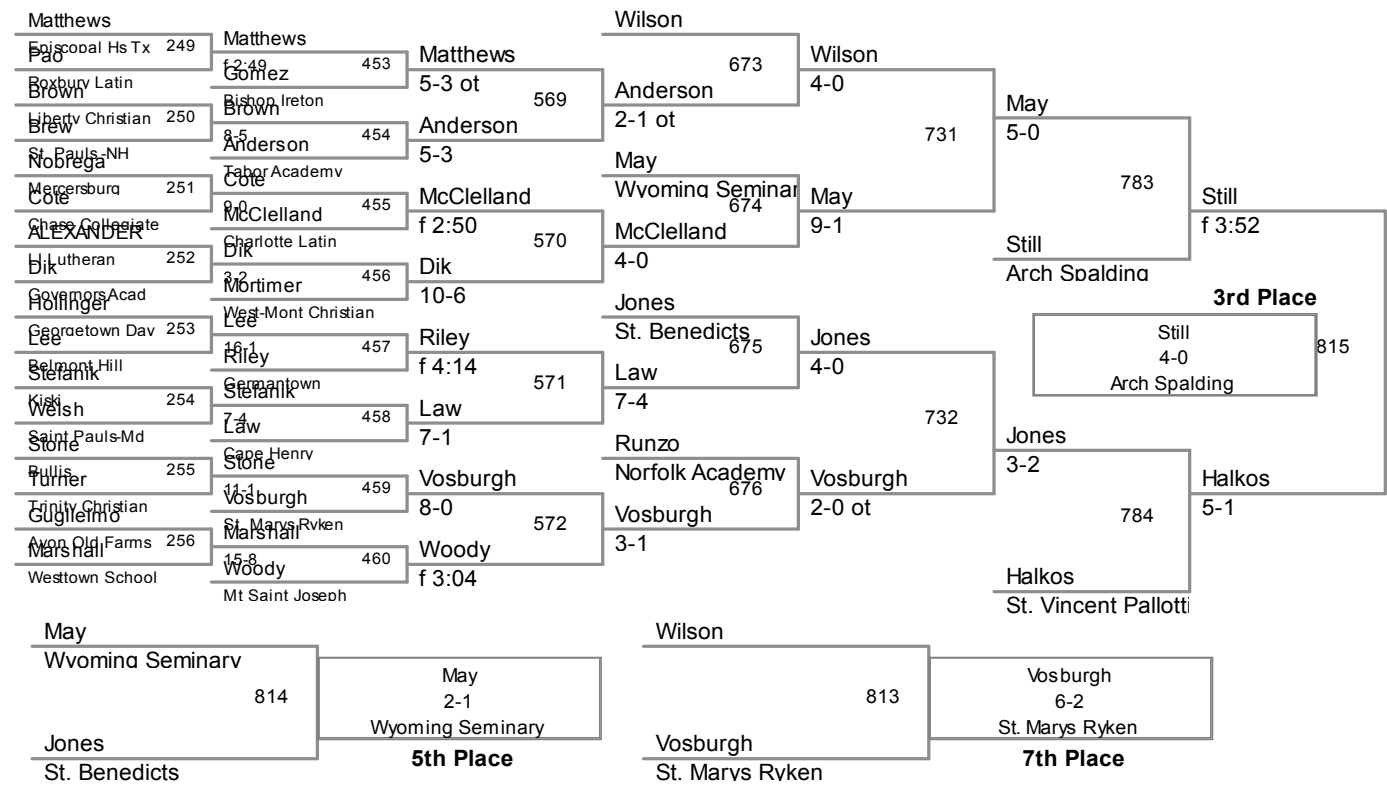 Matthews
Episcopal Hs Tx
249
Pao
Roxbury Latin
Brown
Liberty Christian
250
Brew
St. Pauls-NH
Nobrega
Mercersburg
251
Cote
Chase Collegiate
ALEXANDER
LI Lutheran
252
Dik
GovernorsAcad
Hollinger
Georgetown Day
253
Lee
Belmont Hill
Stefanik
Kiski
254
Welsh
Saint Pauls-Md
Stone
Bullis
255
Turner
Trinity Christian
Guglielmo
Avon Old Farms
256
Marshall
Westtown School
Matthews
f 2:49
453
Gomez
Bishop Ireton
Brown
8-5
454
Anderson
Tabor Academy
Cote
9-0
455
McClelland
Charlotte Latin
Dik
3-2
456
Mortimer
West-Mont Christian
Lee
16-1
457
Riley
Germantown
Stefanik
7-4
458
Law
Cape Henry
Stone
11-1
459
Vosburgh
St. Marys Ryken
Marshall
15-8
460
Woody
Mt Saint Joseph
Matthews
5-3 ot
569
Anderson
5-3
McClelland
f 2:50
570
Dik
10-6
Riley
f 4:14
571
Law
7-1
Vosburgh
8-0
572
Woody
f 3:04
Wilson
673
Anderson
2-1 ot
May
Wyoming Seminar
674
McClelland
4-0
Jones
St. Benedicts
675
Law
7-4
Runzo
Norfolk Academy
676
Vosburgh
3-1
Wilson
4-0
731
May
9-1
Jones
4-0
732
Vosburgh
2-0 ot
May
5-0
783
Still
Arch Spalding
Jones
3-2
784
Halkos
St. Vincent Pallotti
Still
f 3:52
3rd Place
Still
4-0
Arch Spalding
815
Halkos
5-1
May
Wyoming Seminary
814
Jones
St. Benedicts
May
2-1
Wyoming Seminary
5th Place
Wilson
813
Vosburgh
St. Marys Ryken
Vosburgh
6-2
St. Marys Ryken
7th Place